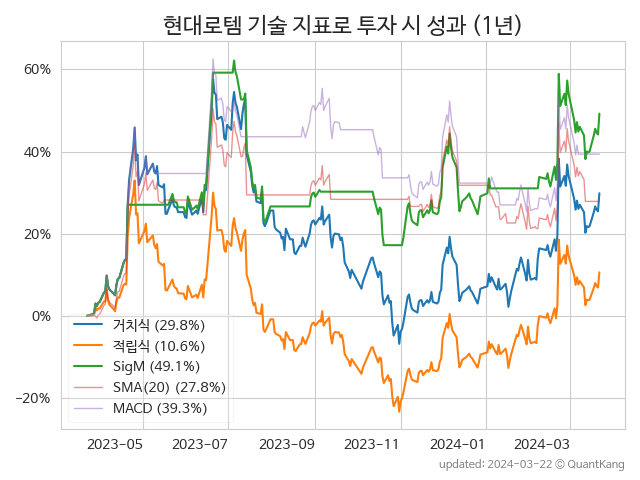 현대로템 기술 지표로 투자 시 성과 (1년)
60%
40%
20%
0%
−20%
거치식 (29.8%)
적립식 (10.6%)
SigM (49.1%)
SMA(20) (27.8%)
MACD (39.3%)
2023−05 2023−07 2023−09 2023−11 2024−01 2024−03
updated: 2024-03-22 © QuantKang